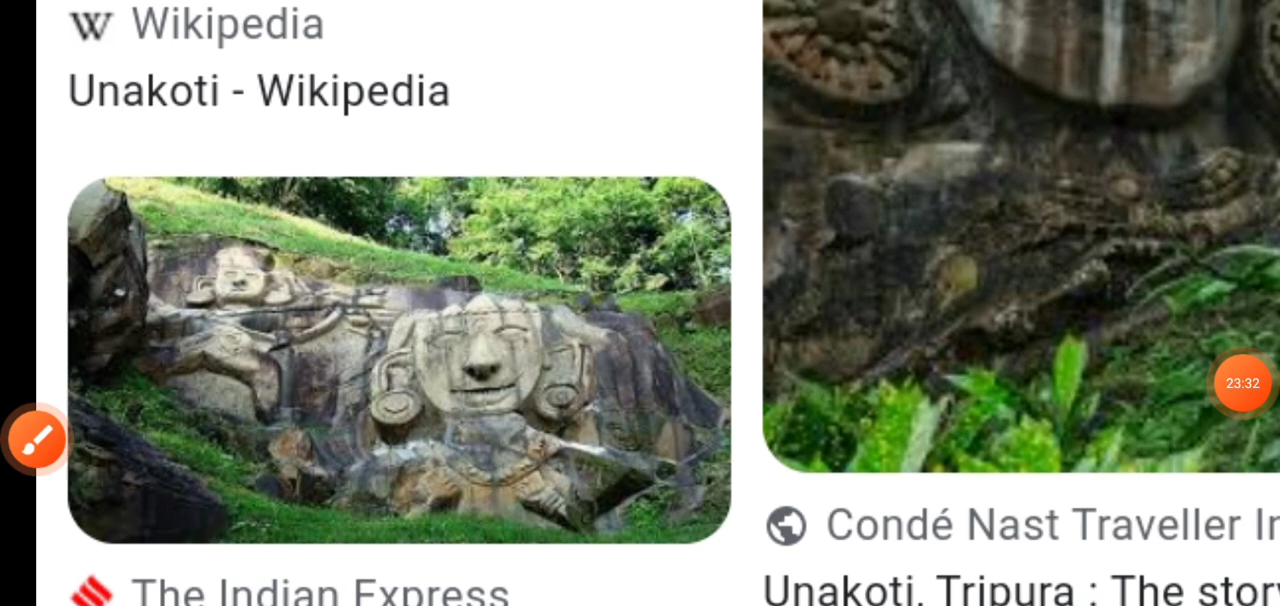 Wikipedia
Unakoti - Wikipedia
The Indian Express
23:32
Condé Nast Traveller In
Unakoti, Tripura : The story